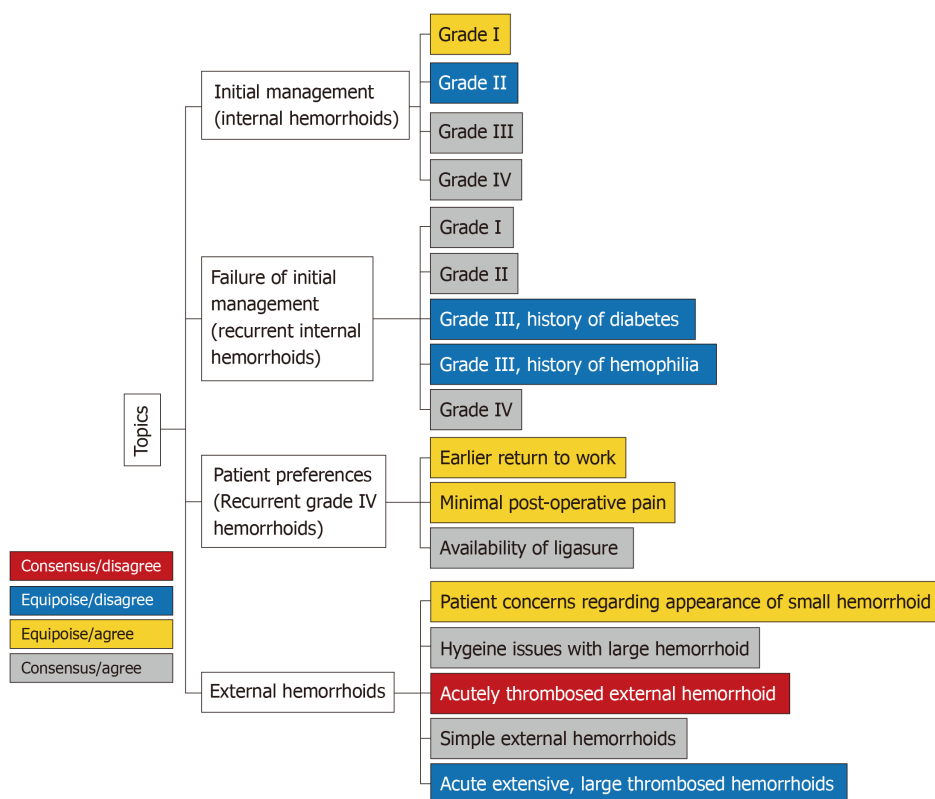 Topics
Initial management
(internal hemorrhoids)
Grade I
Grade II
Grade III
Grade IV
Failure of initial
management
(recurrent internal
hemorrhoids)
Grade I
Grade II
Grade III, history of diabetes
Grade III, history of hemophilia
Grade IV
Patient preferences
(Recurrent grade IV
hemorrhoids)
Earlier return to work
Minimal post-operative pain
Availability of ligasure
External hemorrhoids
Patient concerns regarding appearance of small hemorrhoid
Hygeine issues with large hemorrhoid
Acutely thrombosed external hemorrhoid
Simple external hemorrhoids
Acute extensive, large thrombosed hemorrhoids
Consensus/disagree
Equipoise/disagree
Equipoise/agree
Consensus/agree